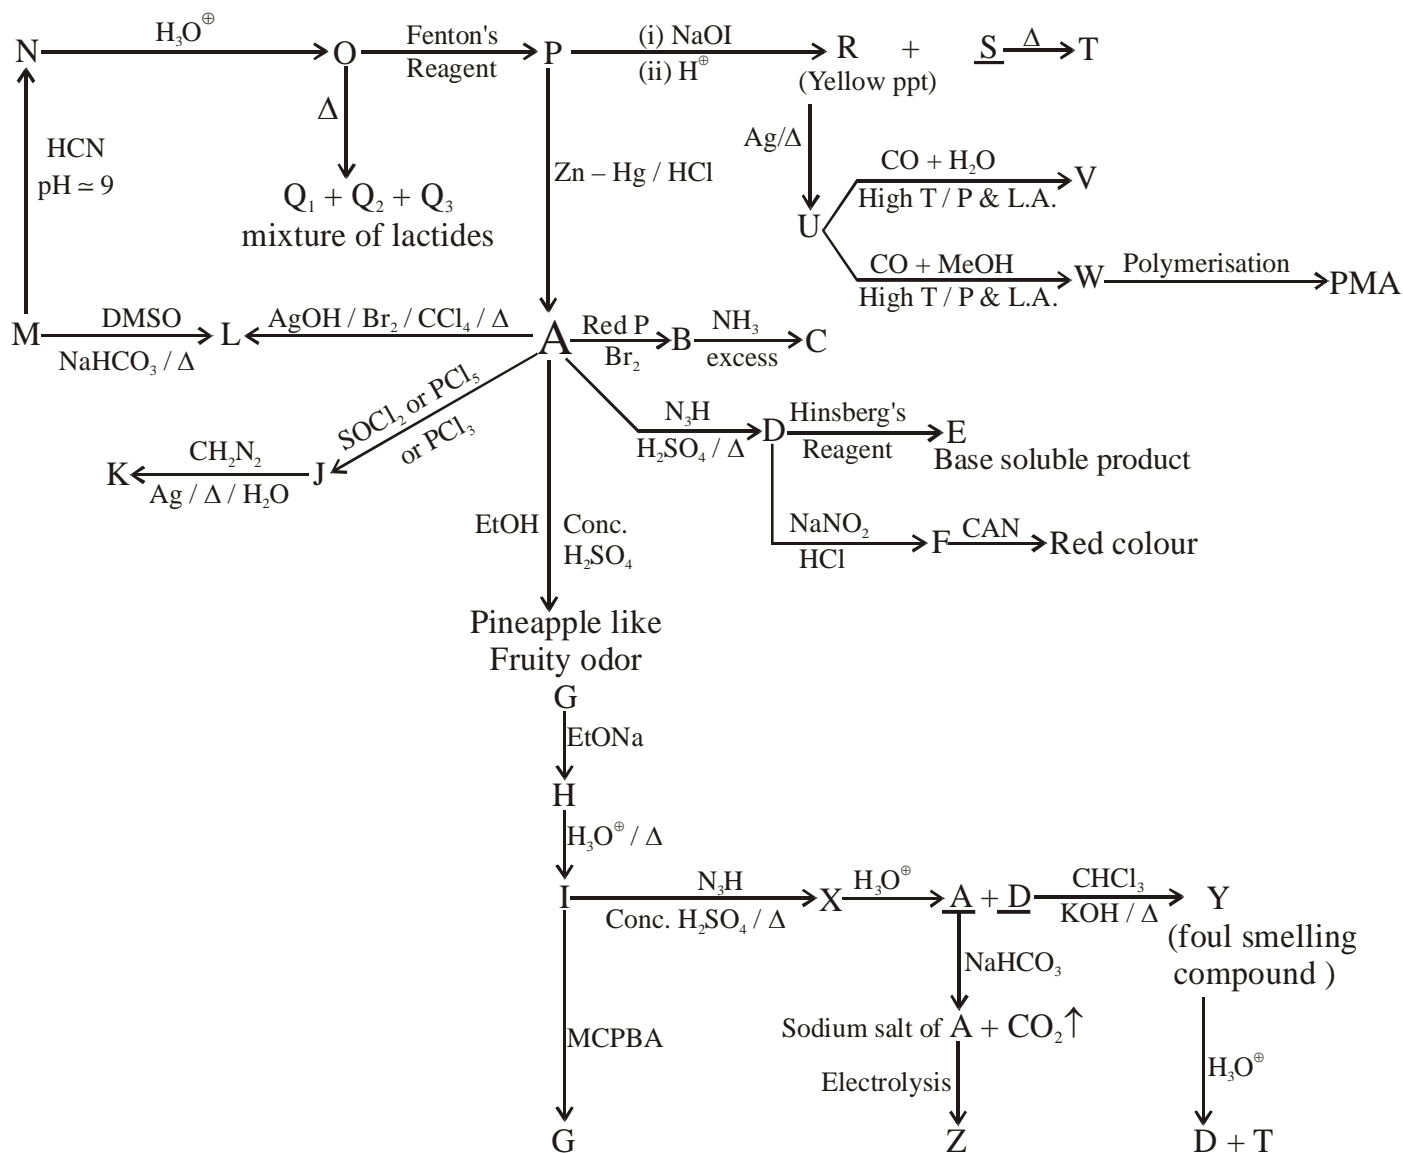 N H₃O⊕ O Fenton's Reagent P (i) NaOI (ii) H⊕ R + S Δ T
(Yellow ppt)
HCN
pH ≃ 9
Δ
Zn – Hg / HCl
Ag/Δ
Q₁ + Q₂ + Q₃
mixture of lactides
U
CO + H₂O
High T / P & L.A.
V
CO + MeOH
High T / P & L.A.
W Polymerisation PMA
M DMSO L AgOH / Br₂ / CCl₄ / Δ A Red P B NH₃ C
NaHCO₃ / Δ Br₂ excess
SOCl₂ or PCl₅
or PCl₃
K CH₂N₂ J
Ag / Δ / H₂O
N₃H
H₂SO₄ / Δ
D Hinsberg's E
Reagent
Base soluble product
NaNO₂
HCl
F CAN Red colour
EtOH Conc.
H₂SO₄
Pineapple like
Fruity odor
G
EtONa
H
H₃O⊕ / Δ
I N₃H X H₃O⊕ A + D CHCl₃ Y
Conc. H₂SO₄ / Δ KOH / Δ
(foul smelling
compound )
NaHCO₃
MCPBA
Sodium salt of A + CO₂↑
Electrolysis
H₃O⊕
G Z D + T